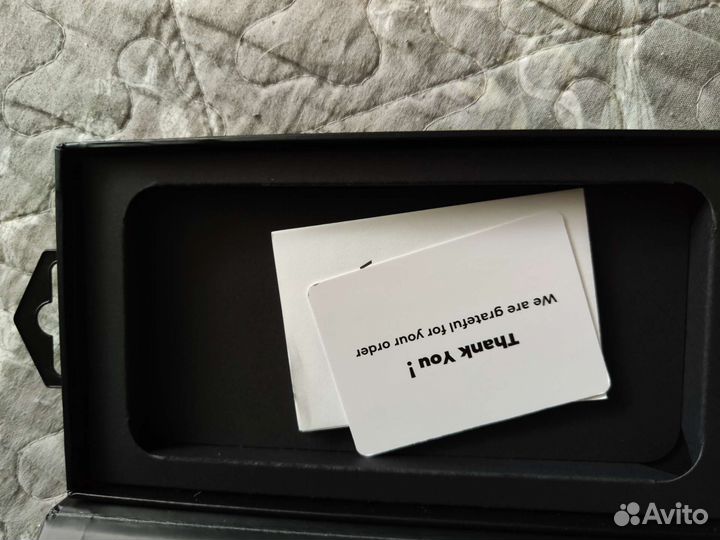 Thank You !
We are grateful for your order
Avito